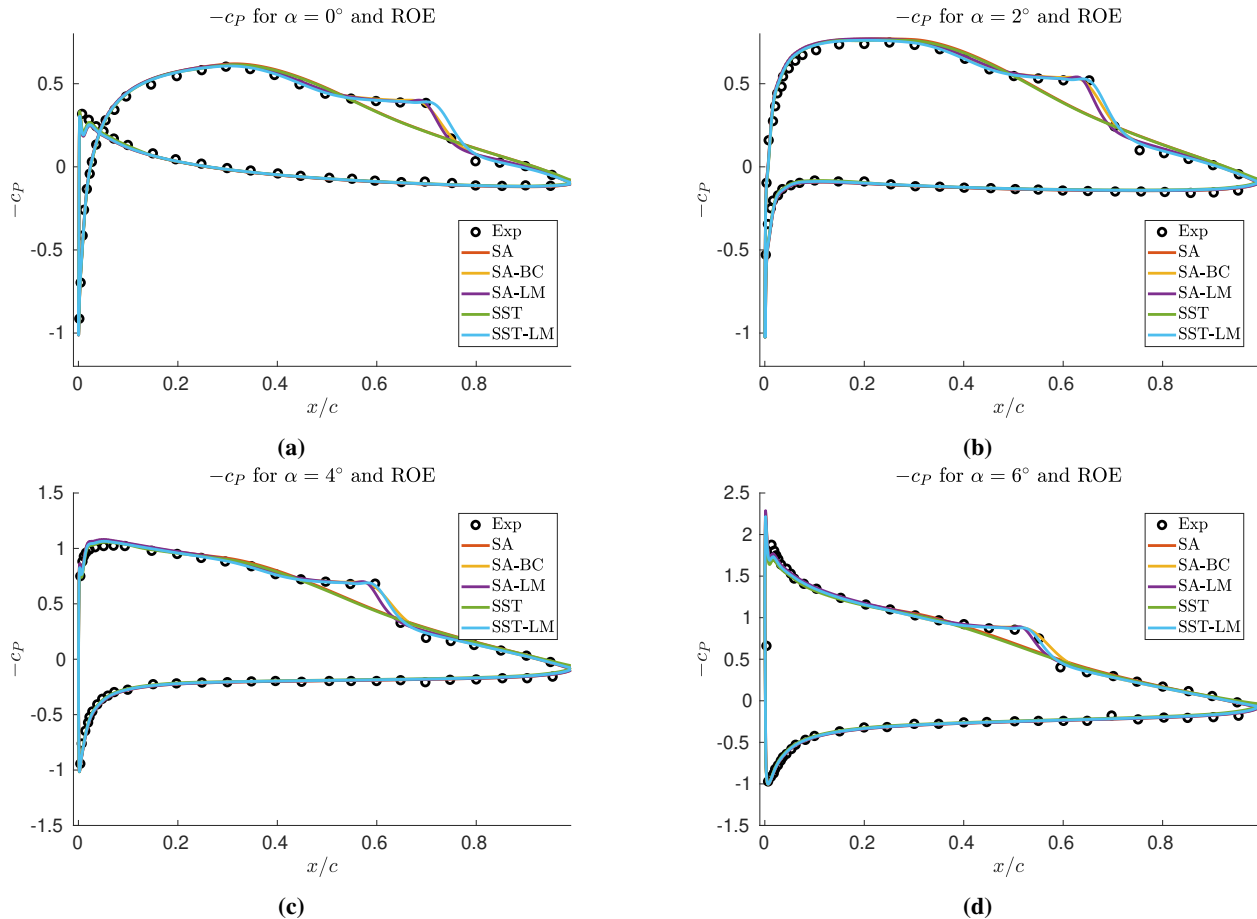 −c_P for α = 0° and ROE
0.5
0
-0.5
-1
−c_P
Exp
SA
SA-BC
SA-LM
SST
SST-LM
0 0.2 0.4 0.6 0.8
x/c
(a)
−c_P for α = 2° and ROE
0.5
0
-0.5
-1
−c_P
Exp
SA
SA-BC
SA-LM
SST
SST-LM
0 0.2 0.4 0.6 0.8
x/c
(b)
−c_P for α = 4° and ROE
1.5
1
0.5
0
-0.5
-1
-1.5
−c_P
Exp
SA
SA-BC
SA-LM
SST
SST-LM
0 0.2 0.4 0.6 0.8
x/c
(c)
−c_P for α = 6° and ROE
2.5
2
1.5
1
0.5
0
-0.5
-1
-1.5
−c_P
Exp
SA
SA-BC
SA-LM
SST
SST-LM
0 0.2 0.4 0.6 0.8
x/c
(d)